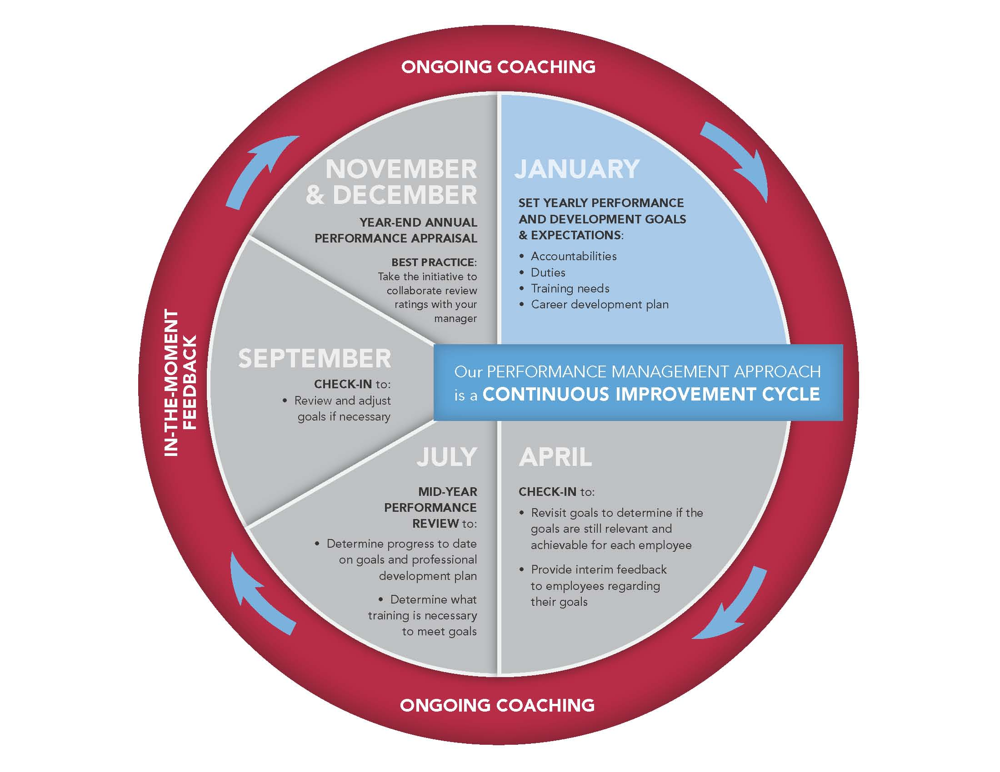 ONGOING COACHING
JANUARY
SET YEARLY PERFORMANCE
AND DEVELOPMENT GOALS
& EXPECTATIONS:
• Accountabilities
• Duties
• Training needs
• Career development plan
Our PERFORMANCE MANAGEMENT APPROACH
is a CONTINUOUS IMPROVEMENT CYCLE
APRIL
CHECK-IN to:
• Revisit goals to determine if the
goals are still relevant and
achievable for each employee
• Provide interim feedback
to employees regarding
their goals
JULY
MID-YEAR
PERFORMANCE
REVIEW to:
• Determine progress to date
on goals and professional
development plan
• Determine what
training is necessary
to meet goals
SEPTEMBER
CHECK-IN to:
• Review and adjust
goals if necessary
NOVEMBER
& DECEMBER
YEAR-END ANNUAL
PERFORMANCE APPRAISAL
BEST PRACTICE:
Take the initiative to
collaborate review
ratings with your
manager
IN-THE-MOMENT
FEEDBACK
ONGOING COACHING